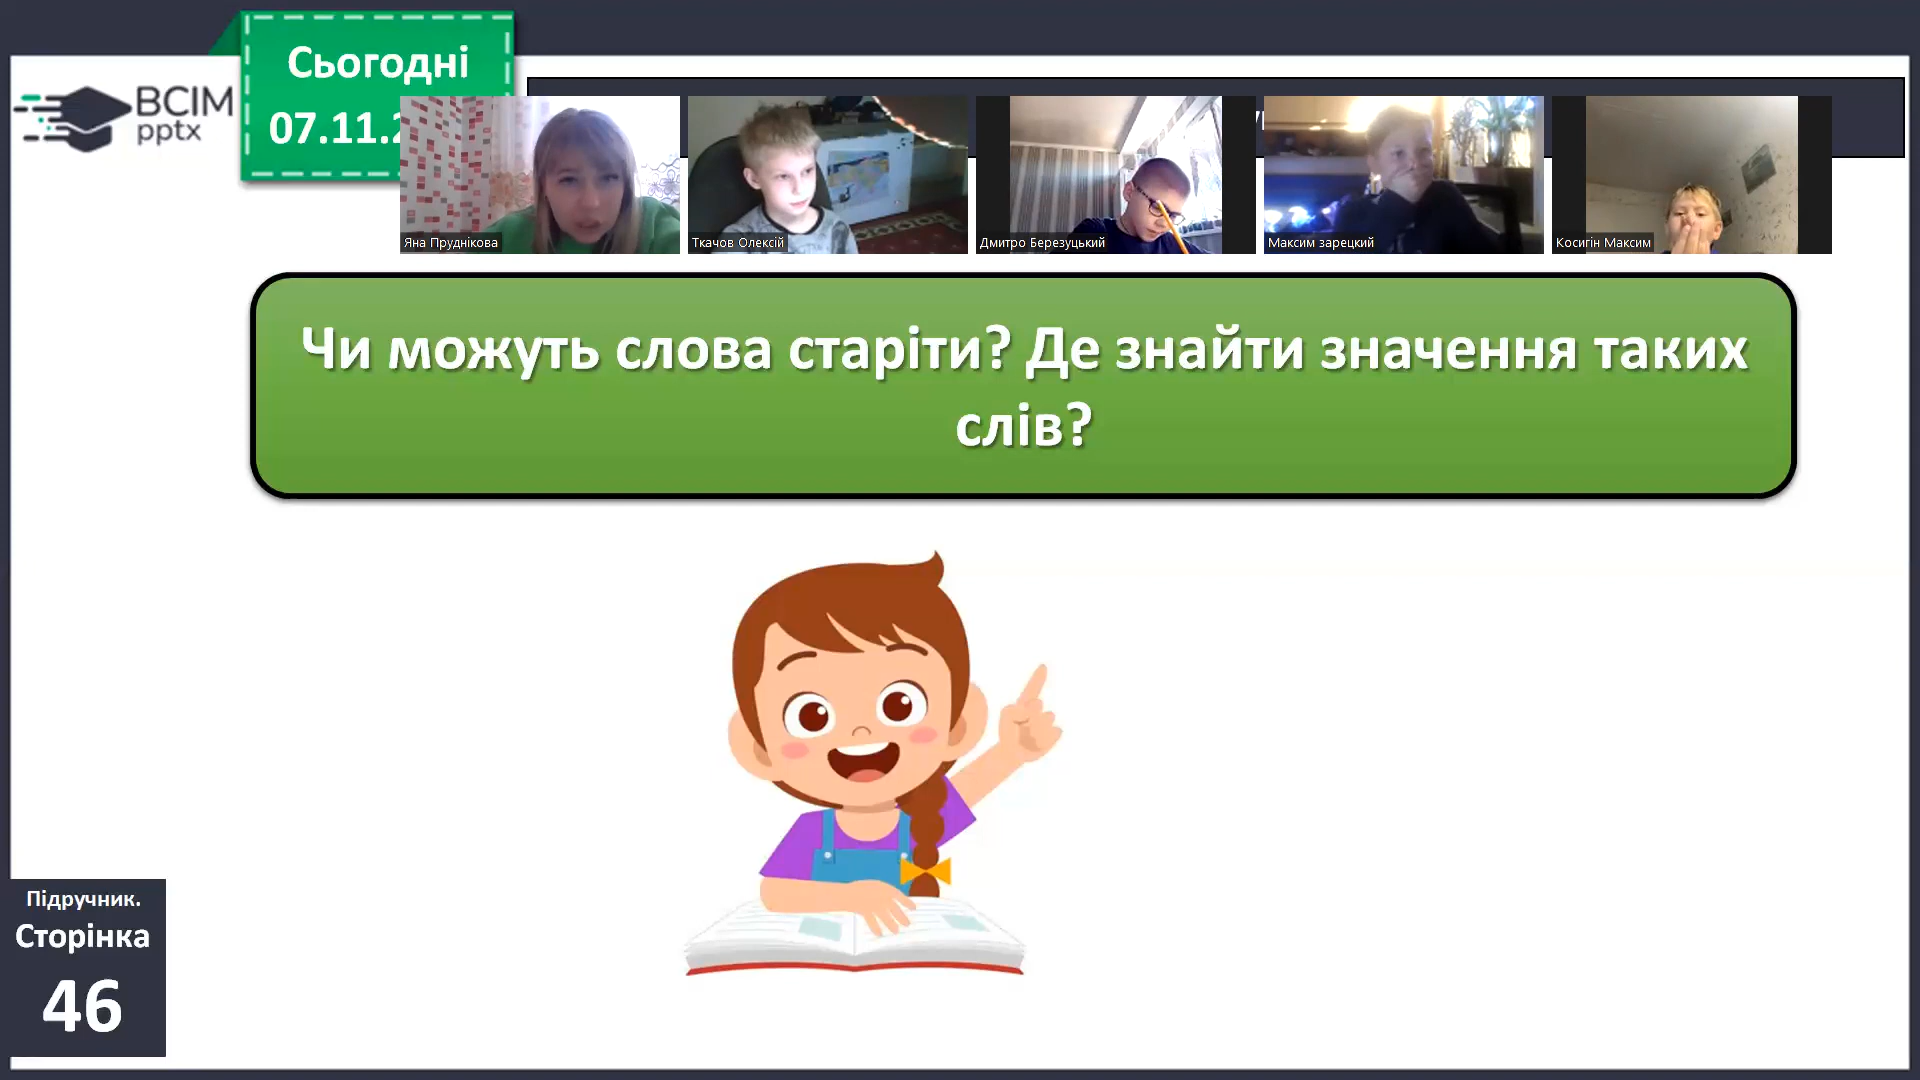 Сьогодні
07.11.
ВСІМ
pptx
Яна Пруднікова
Ткачов Олексій
Дмитро Березуцький
Максим зарецкий
Косигін Максим
Чи можуть слова старіти? Де знайти значення таких
слів?
Підручник.
Сторінка
46